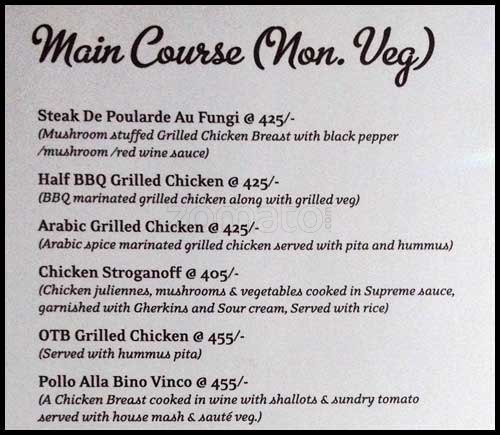 Main Course (Non. Veg)
Steak De Poularde Au Fungi @ 425/-
(Mushroom stuffed Grilled Chicken Breast with black pepper
/mushroom /red wine sauce)
Half BBQ Grilled Chicken @ 425/-
(BBQ marinated grilled chicken along with grilled veg)
zomato.com
Arabic Grilled Chicken @ 425/-
(Arabic spice marinated grilled chicken served with pita and hummus)
Chicken Stroganoff @ 405/-
(Chicken juliennes, mushrooms & vegetables cooked in Supreme sauce,
garnished with Gherkins and Sour cream, Served with rice)
OTB Grilled Chicken @ 455/-
(Served with hummus pita)
Pollo Alla Bino Vinco @ 455/-
(A Chicken Breast cooked in wine with shallots & sundry tomato
served with house mash & sauté veg.)